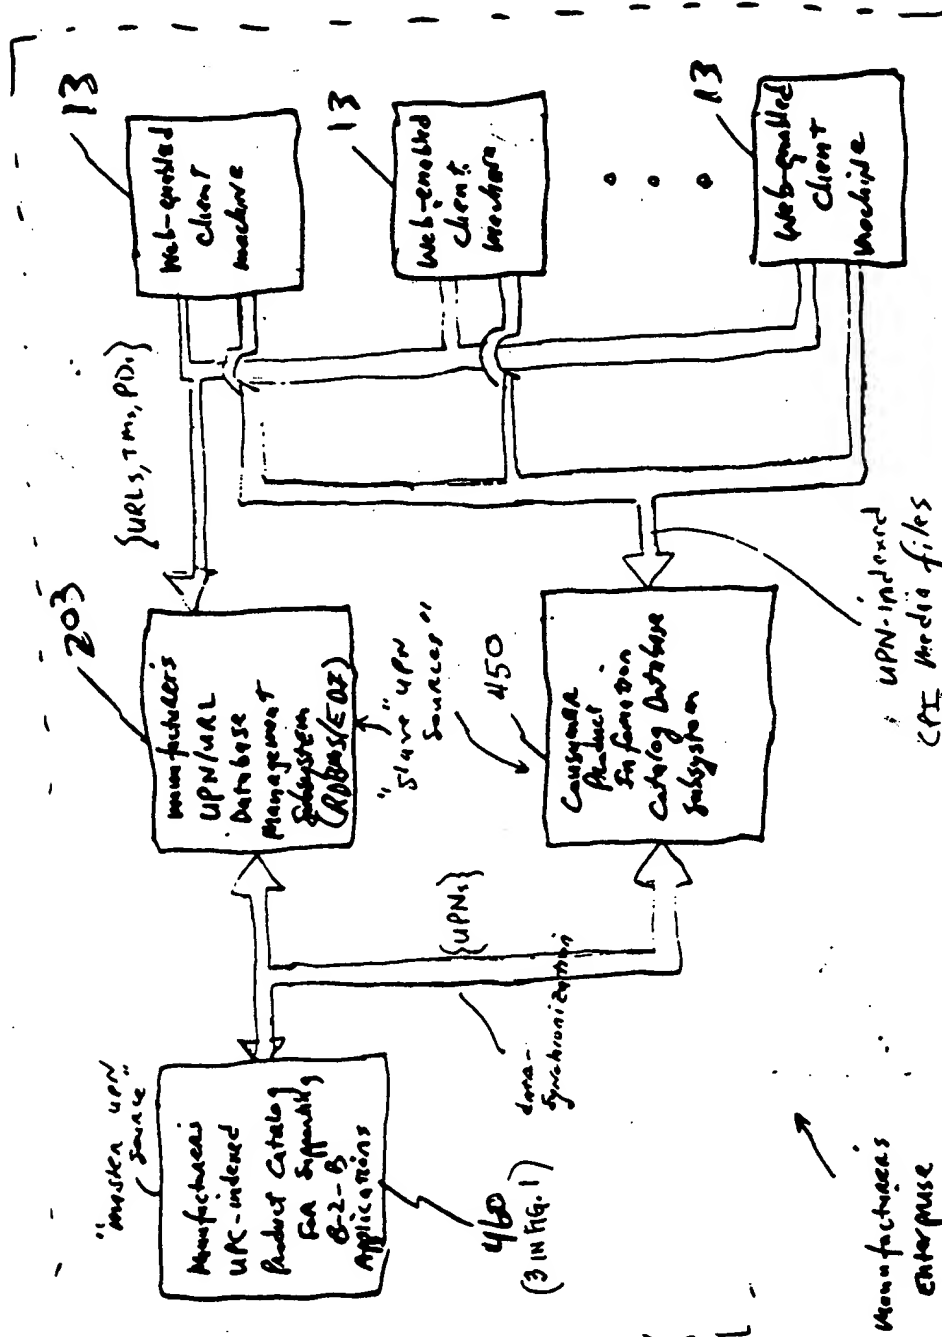 "master UPN
source"
Manufacturer's
UPC-indexed
Product Catalog
For Supporting
B-2-B
Applications
460
(3 IN FIG. 1)
203
Manufacturer's
UPN/URL
Database
Management
Subsystem
(RDBMS/EDI)
"Slave" UPN
Sources"
450
Consumer
Product
Information
Catalog Database
Subsystem
{UPNs}
data-
Synchronization
{URLs, TMs, PDs}
13
Web-enabled
client
machine
13
Web-enabled
client
machine
13
Web-enabled
client
machine
UPN-indexed
CPI media files
Manufacturers
Enterprise